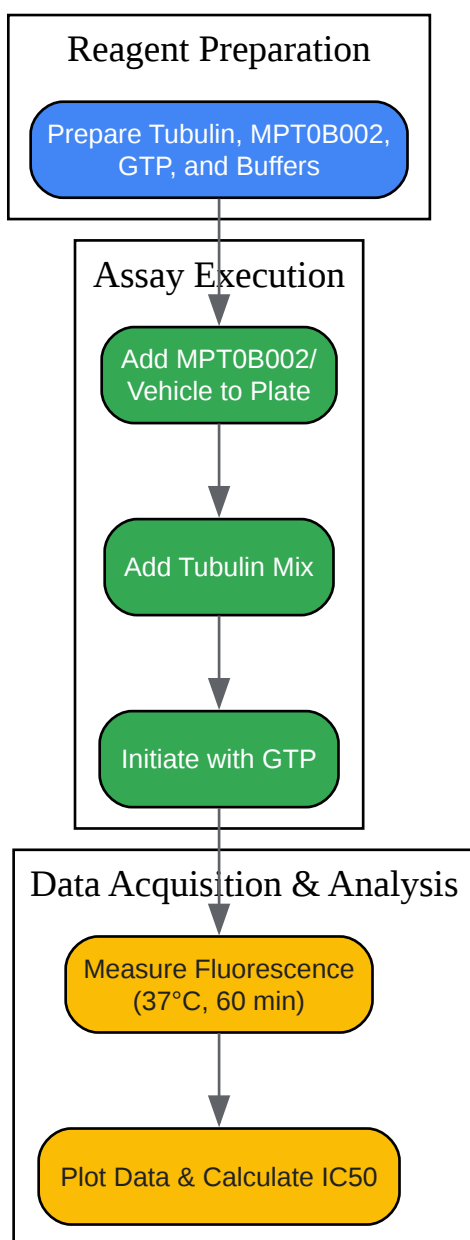 Reagent Preparation
Prepare Tubulin, MPT0B002,
GTP, and Buffers
Assay Execution
Add MPT0B002/
Vehicle to Plate
Add Tubulin Mix
Initiate with GTP
Data Acquisition & Analysis
Measure Fluorescence
(37°C, 60 min)
Plot Data & Calculate IC50